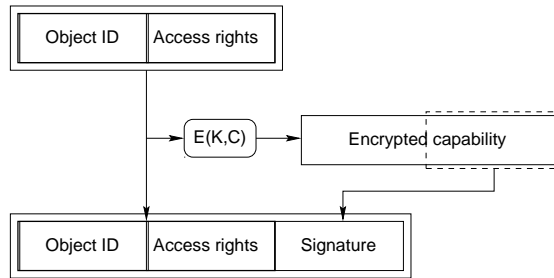 Object ID Access rights
E(K,C)
Encrypted capability
Object ID Access rights Signature